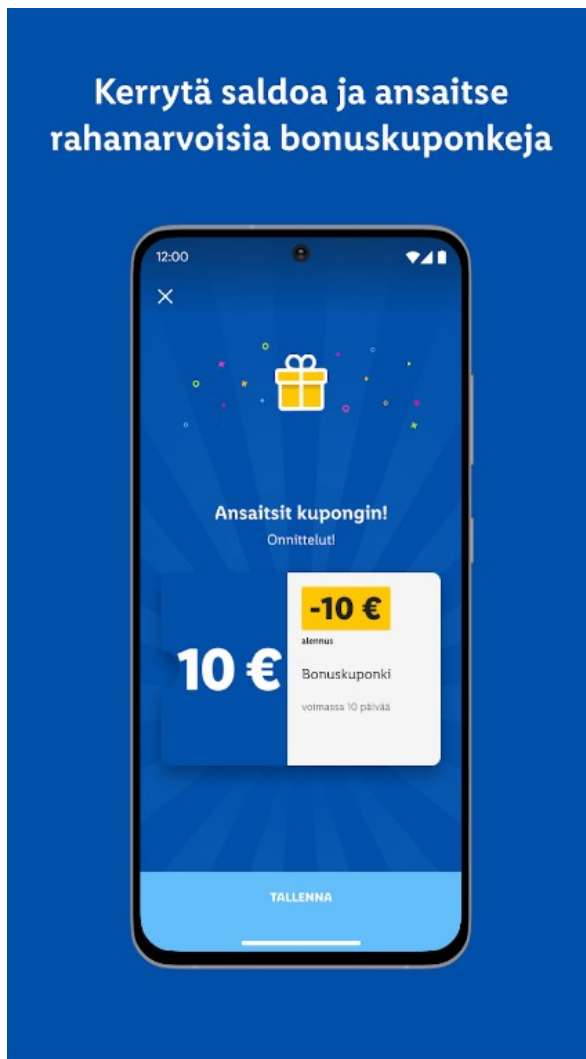 Kerrytä saldoa ja ansaitse
rahanarvoisia bonuskuponkeja
12:00
Ansaitsit kupongin!
Onnittelut!
10 €
-10 €
alennus
Bonuskuponki
voimassa 10 päivää
TALLENNA